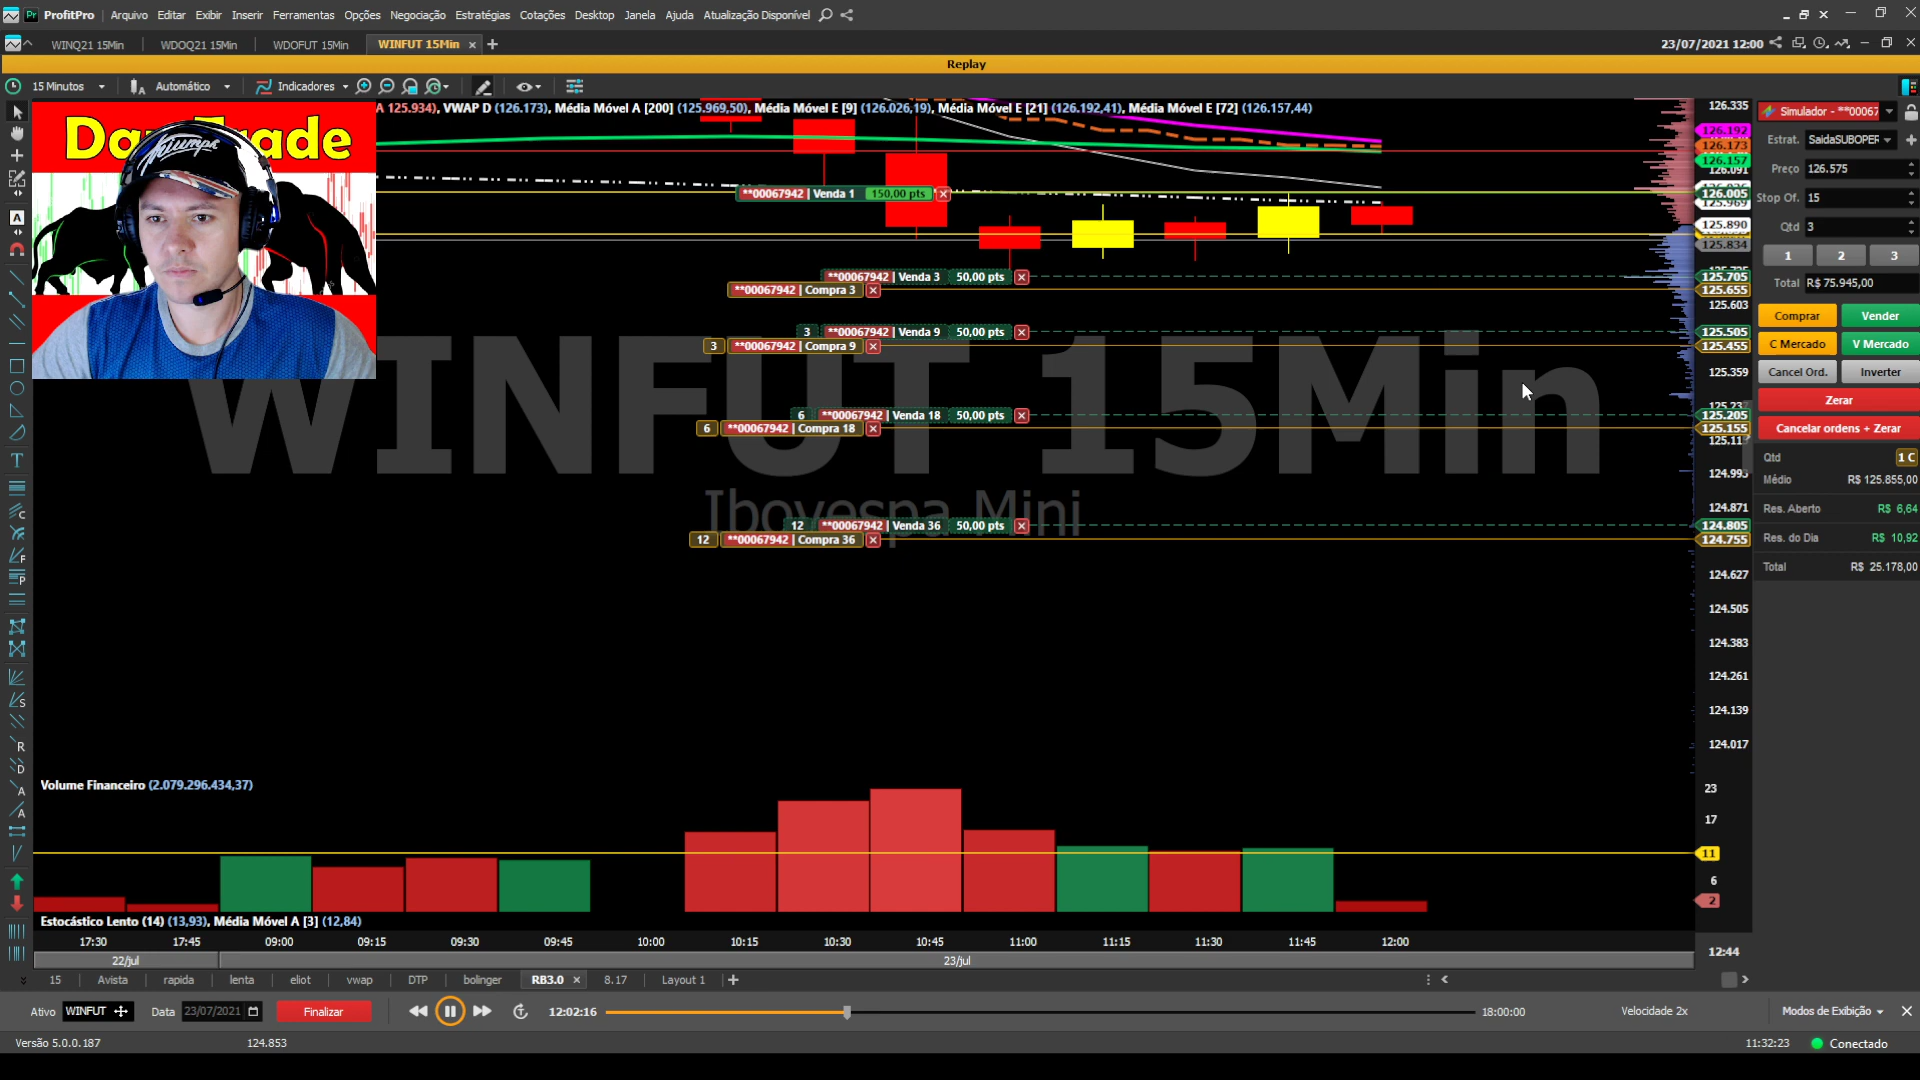 ProfitPro Arquivo Editar Exibir Inserir Ferramentas Opções Negociação Estratégias Cotações Desktop Janela Ajuda Atualização Disponível
WINQ21 15Min WDOQ21 15Min WDOFUT 15Min WINFUT 15Min 23/07/2021 12:00
Replay
15 Minutos Automático Indicadores
A 125.934), VWAP D (126.173), Média Móvel A [200] (125.969,50), Média Móvel E [9] (126.026,19), Média Móvel E [21] (126.192,41), Média Móvel E [72] (126.157,44)
Triumph
**00067942 | Venda 1 150,00 pts
**00067942 | Venda 3 50,00 pts
**00067942 | Compra 3
3 **00067942 | Venda 9 50,00 pts
3 **00067942 | Compra 9
6 **00067942 | Venda 18 50,00 pts
6 **00067942 | Compra 18
12 **00067942 | Venda 36 50,00 pts
12 **00067942 | Compra 36
WINFUT 15Min
Ibovespa Mini
126.335
126.192
126.173
126.157
126.091
126.005
125.969
125.890
125.834
125.705
125.655
125.603
125.505
125.455
125.359
125.205
125.155
124.993
124.871
124.805
124.755
124.627
124.505
124.383
124.261
124.139
124.017
Simulador - **00067
Estrat. SaidaSUBOPER
Preço 126.575
Stop Of. 15
Qtd 3
1 2 3
Total R$ 75.945,00
Comprar Vender
C Mercado V Mercado
Cancel Ord. Inverter
Zerar
Cancelar ordens + Zerar
Qtd 1 C
Médio R$ 125.855,00
Res. Aberto R$ 6,64
Res. do Dia R$ 10,92
Total R$ 25.178,00
Volume Financeiro (2.079.296.434,37)
23
17
11
6
2
Estocástico Lento (14) (13,93), Média Móvel A [3] (12,84)
17:30 17:45 09:00 09:15 09:30 09:45 10:00 10:15 10:30 10:45 11:00 11:15 11:30 11:45 12:00 12:44
22/jul 23/jul
15 Avista rapida lenta eliot vwap DTP bolinger RB3.0 8.17 Layout 1
Ativo WINFUT Data 23/07/2021 Finalizar 12:02:16 18:00:00 Velocidade 2x Modos de Exibição
Versão 5.0.0.187 124.853 11:32:23 Conectado